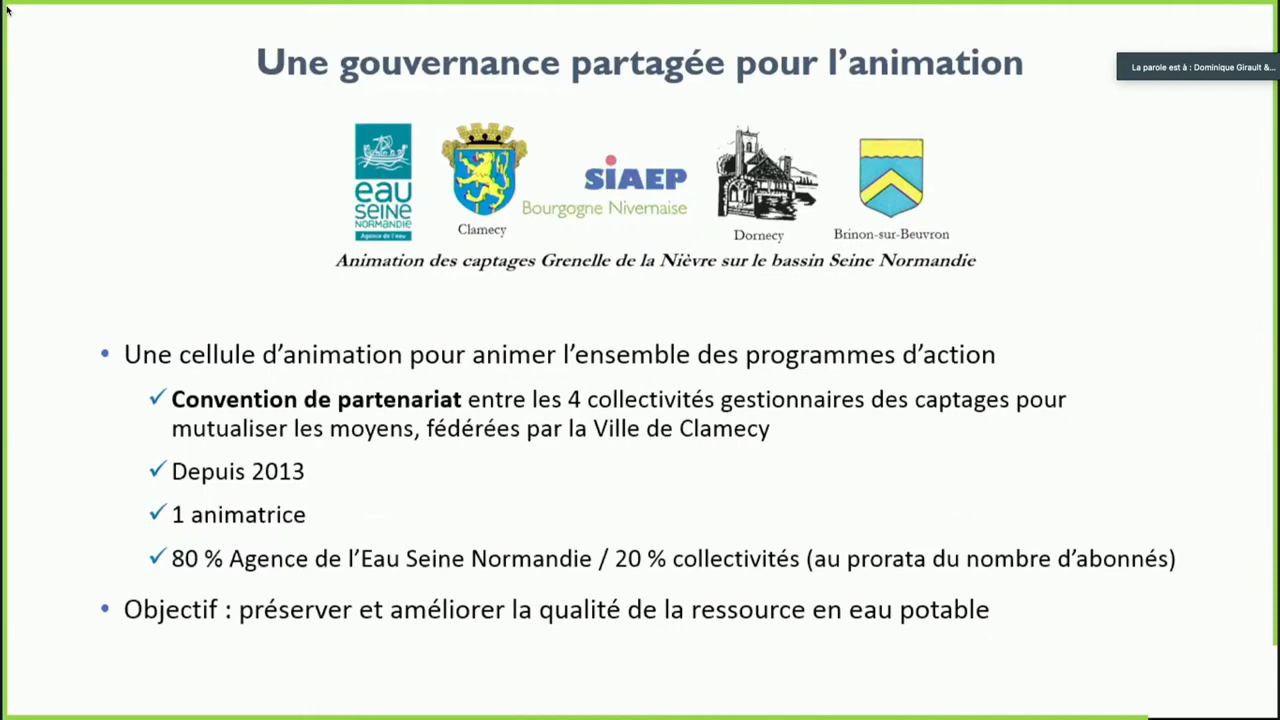 Une gouvernance partagée pour l'animation
La parole est à : Dominique Girault &...
eau
SEINE
NORMANDIE
Agence de l'eau
Clamecy
SIAEP
Bourgogne Nivernaise
Dornecy
Brinon-sur-Beuvron
Animation des captages Grenelle de la Nièvre sur le bassin Seine Normandie
• Une cellule d'animation pour animer l'ensemble des programmes d'action
✓ Convention de partenariat entre les 4 collectivités gestionnaires des captages pour
mutualiser les moyens, fédérées par la Ville de Clamecy
✓ Depuis 2013
✓ 1 animatrice
✓ 80 % Agence de l'Eau Seine Normandie / 20 % collectivités (au prorata du nombre d'abonnés)
• Objectif : préserver et améliorer la qualité de la ressource en eau potable